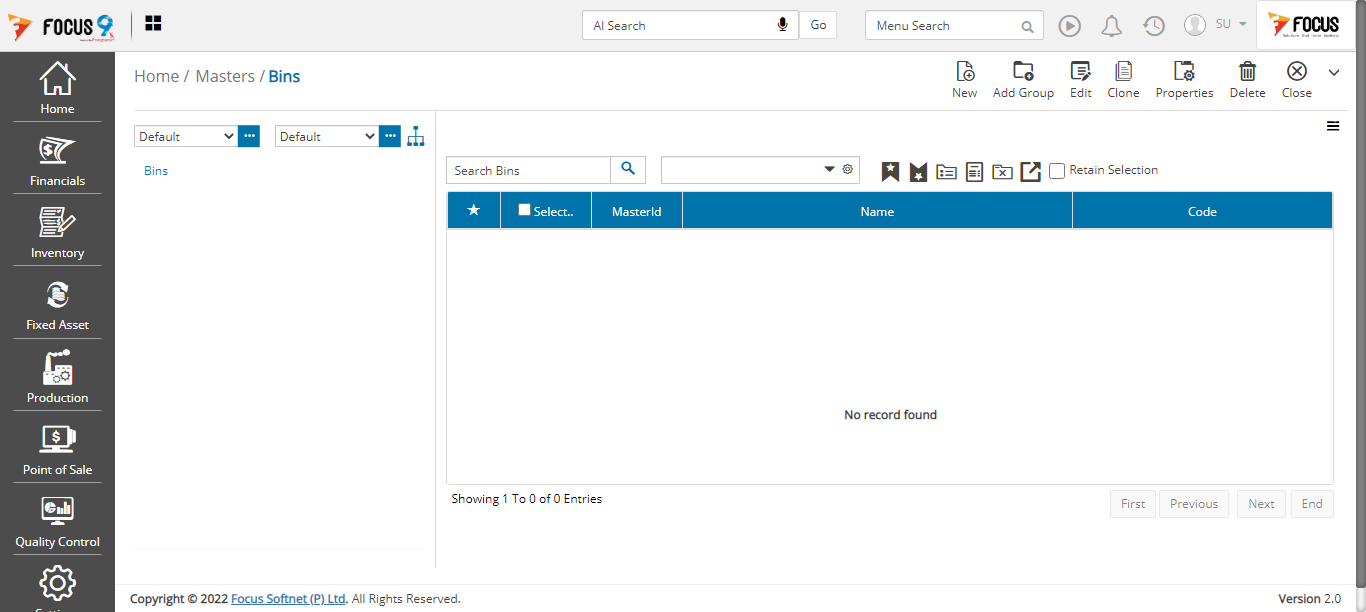 FOCUS 9
AI Search
Go
Menu Search
SU
FOCUS
Home
Financials
Inventory
Fixed Asset
Production
Point of Sale
Quality Control
Home / Masters / Bins
New
Add Group
Edit
Clone
Properties
Delete
Close
Default
Default
Bins
Search Bins
Retain Selection
Select..
MasterId
Name
Code
No record found
Showing 1 To 0 of 0 Entries
First
Previous
Next
End
Copyright © 2022 Focus Softnet (P) Ltd. All Rights Reserved.
Version 2.0